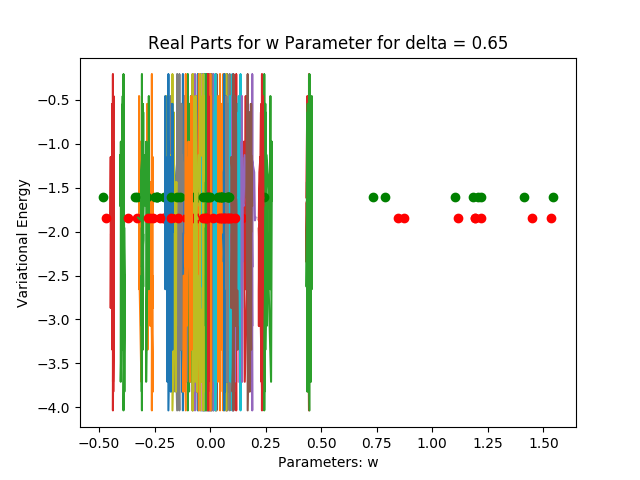 Real Parts for w Parameter for delta = 0.65
Variational Energy
−0.5
−1.0
−1.5
−2.0
−2.5
−3.0
−3.5
−4.0
−0.50 −0.25 0.00 0.25 0.50 0.75 1.00 1.25 1.50
Parameters: w